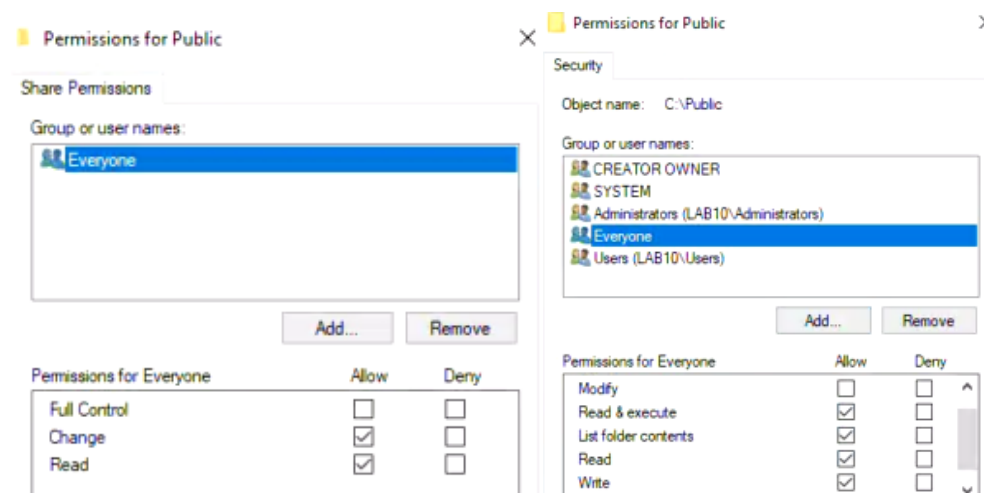 Permissions for Public
Share Permissions
Group or user names:
Everyone
Add...
Remove
Permissions for Everyone
Allow
Deny
Full Control
Change
Read
Permissions for Public
Security
Object name: C:\Public
Group or user names:
CREATOR OWNER
SYSTEM
Administrators (LAB10\Administrators)
Everyone
Users (LAB10\Users)
Add...
Remove
Permissions for Everyone
Allow
Deny
Modify
Read & execute
List folder contents
Read
Write